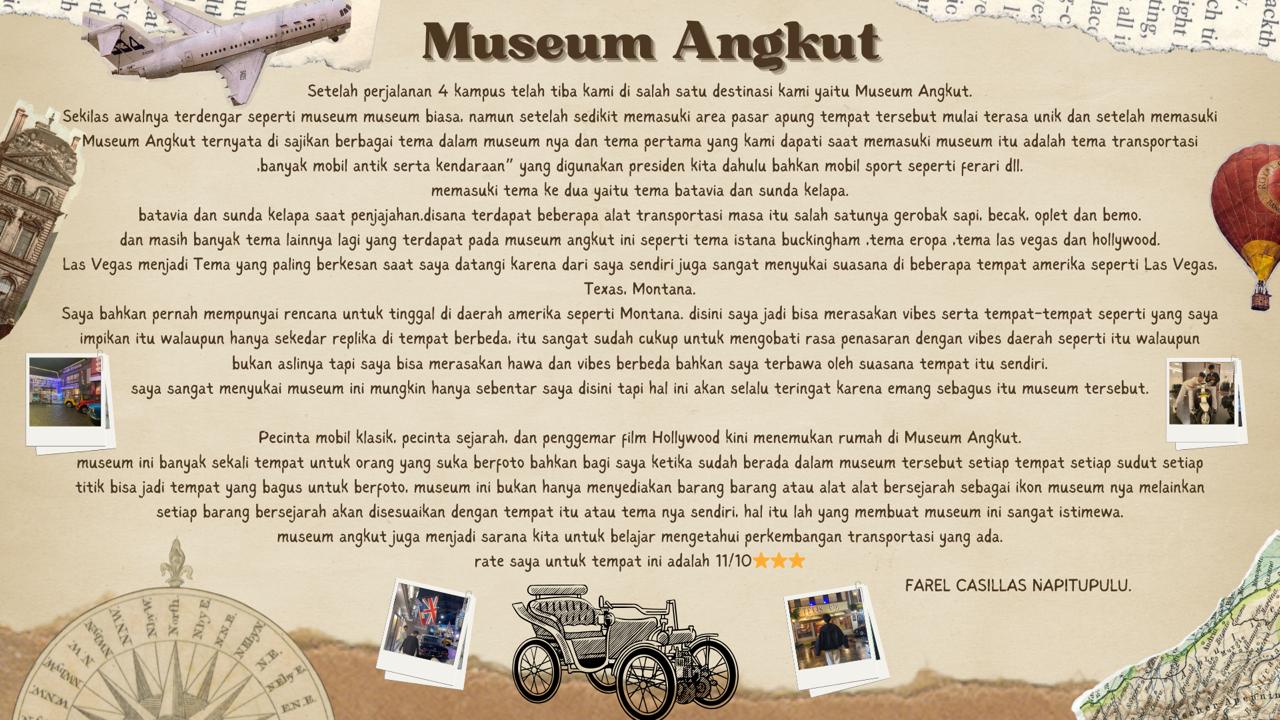 Museum Angkut
Setelah perjalanan 4 kampus telah tiba kami di salah satu destinasi kami yaitu Museum Angkut.
Sekilas awalnya terdengar seperti museum museum biasa, namun setelah sedikit memasuki area pasar apung tempat tersebut mulai terasa unik dan setelah memasuki
Museum Angkut ternyata di sajikan berbagai tema dalam museum nya dan tema pertama yang kami dapati saat memasuki museum itu adalah tema transportasi
.banyak mobil antik serta kendaraan” yang digunakan presiden kita dahulu bahkan mobil sport seperti ferari dll.
memasuki tema ke dua yaitu tema batavia dan sunda kelapa.
batavia dan sunda kelapa saat penjajahan.disana terdapat beberapa alat transportasi masa itu salah satunya gerobak sapi, becak, oplet dan bemo.
dan masih banyak tema lainnya lagi yang terdapat pada museum angkut ini seperti tema istana buckingham ,tema eropa ,tema las vegas dan hollywood.
Las Vegas menjadi Tema yang paling berkesan saat saya datangi karena dari saya sendiri juga sangat menyukai suasana di beberapa tempat amerika seperti Las Vegas,
Texas, Montana.
Saya bahkan pernah mempunyai rencana untuk tinggal di daerah amerika seperti Montana. disini saya jadi bisa merasakan vibes serta tempat-tempat seperti yang saya
impikan itu walaupun hanya sekedar replika di tempat berbeda, itu sangat sudah cukup untuk mengobati rasa penasaran dengan vibes daerah seperti itu walaupun
bukan aslinya tapi saya bisa merasakan hawa dan vibes berbeda bahkan saya terbawa oleh suasana tempat itu sendiri.
saya sangat menyukai museum ini mungkin hanya sebentar saya disini tapi hal ini akan selalu teringat karena emang sebagus itu museum tersebut.
Pecinta mobil klasik, pecinta sejarah, dan penggemar film Hollywood kini menemukan rumah di Museum Angkut.
museum ini banyak sekali tempat untuk orang yang suka berfoto bahkan bagi saya ketika sudah berada dalam museum tersebut setiap tempat setiap sudut setiap
titik bisa jadi tempat yang bagus untuk berfoto, museum ini bukan hanya menyediakan barang barang atau alat alat bersejarah sebagai ikon museum nya melainkan
setiap barang bersejarah akan disesuaikan dengan tempat itu atau tema nya sendiri, hal itu lah yang membuat museum ini sangat istimewa.
museum angkut juga menjadi sarana kita untuk belajar mengetahui perkembangan transportasi yang ada.
rate saya untuk tempat ini adalah 11/10⭐⭐⭐
FAREL CASILLAS NAPITUPULU.
North
N.E.
E.N.E.